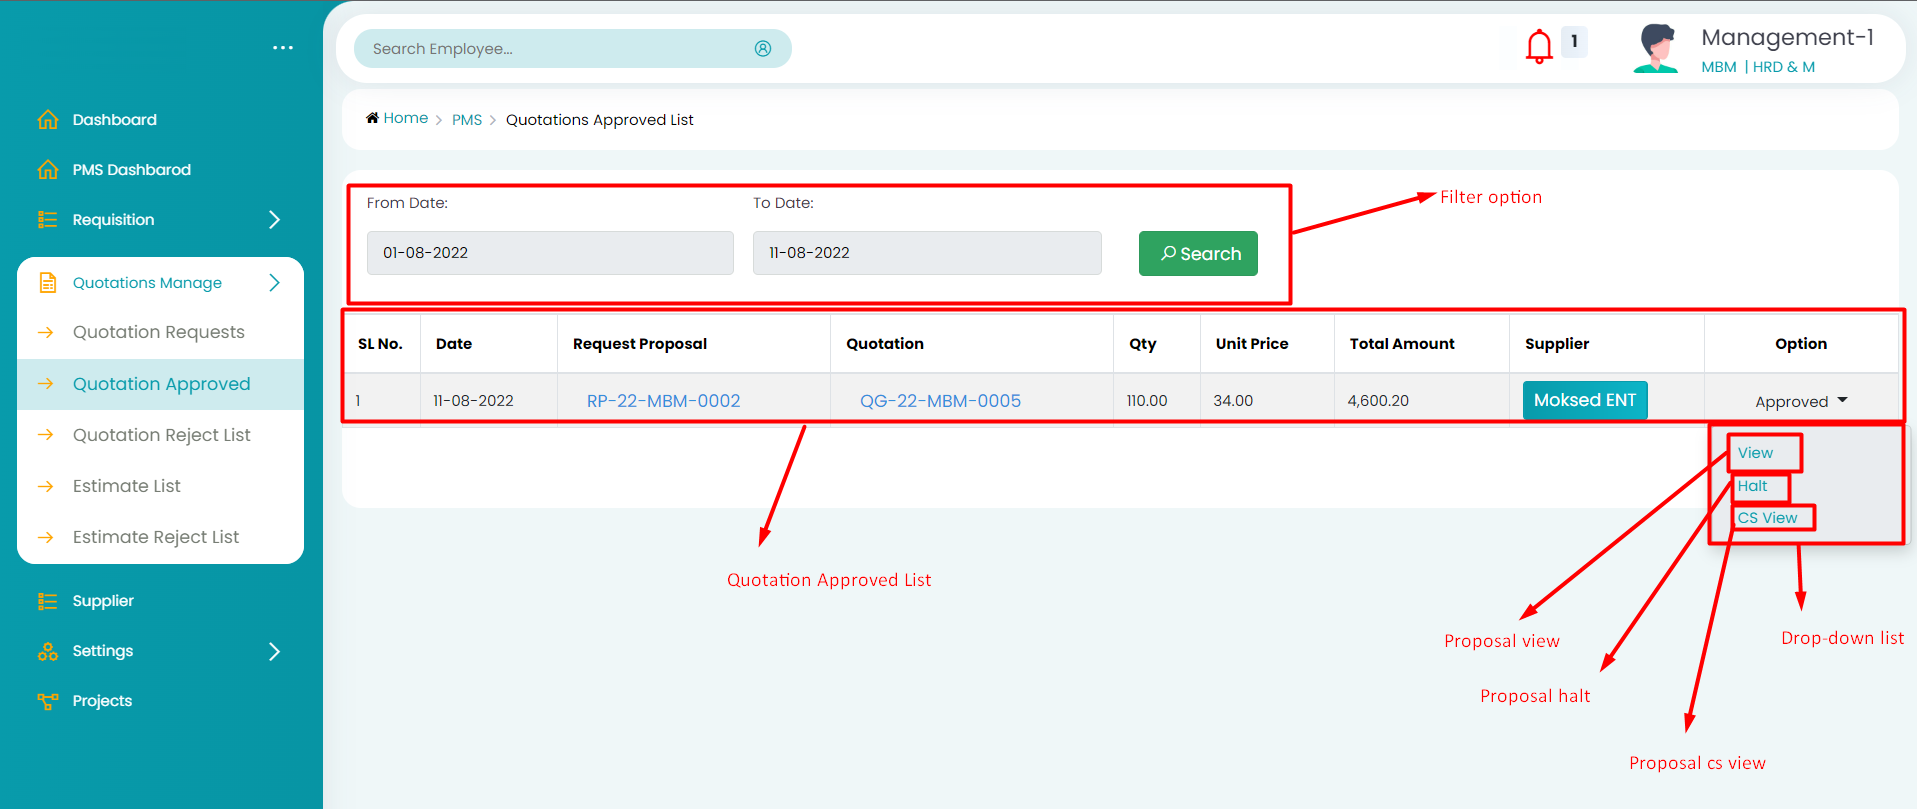 ...
Search Employee...
1
Management-1
MBM | HRD & M
Dashboard
PMS Dashbarod
Requisition
Quotations Manage
Quotation Requests
Quotation Approved
Quotation Reject List
Estimate List
Estimate Reject List
Supplier
Settings
Projects
Home > PMS > Quotations Approved List
From Date: To Date:
01-08-2022 11-08-2022 Search
Filter option
SL No. Date Request Proposal Quotation Qty Unit Price Total Amount Supplier Option
1 11-08-2022 RP-22-MBM-0002 QG-22-MBM-0005 110.00 34.00 4,600.20 Moksed ENT Approved
View
Halt
CS View
Quotation Approved List
Proposal view
Drop-down list
Proposal halt
Proposal cs view